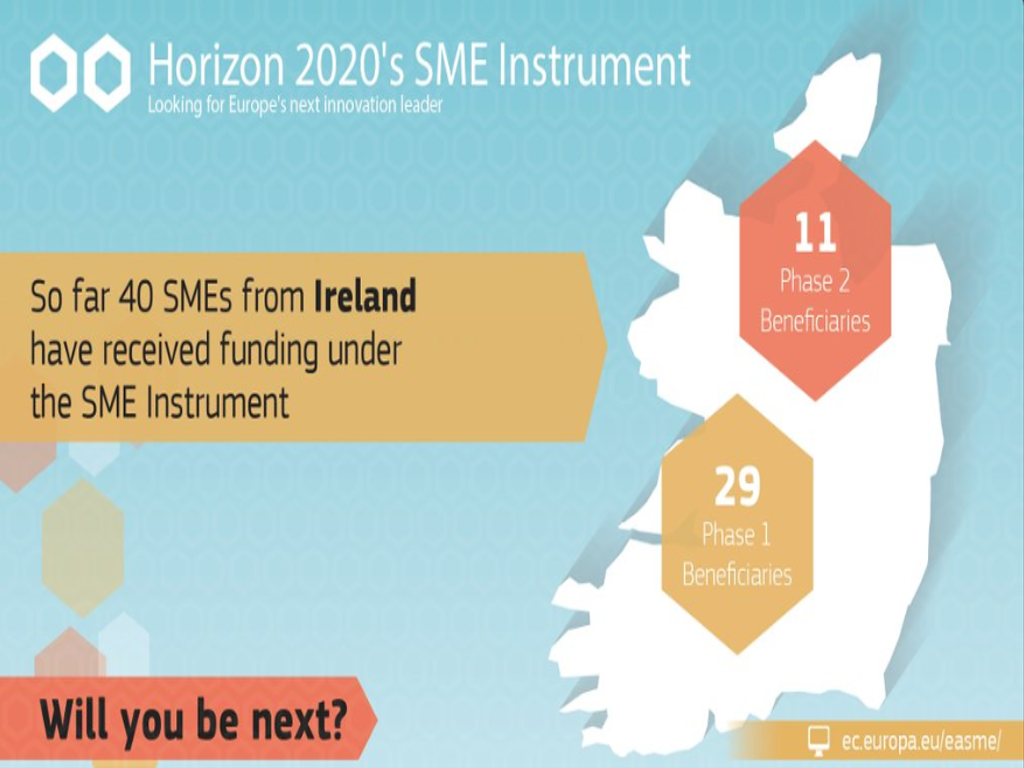 Horizon 2020's SME Instrument
Looking for Europe's next innovation leader
11
Phase 2
Beneficiaries
So far 40 SMEs from Ireland
have received funding under
the SME Instrument
29
Phase 1
Beneficiaries
Will you be next?
ec.europa.eu/easme/